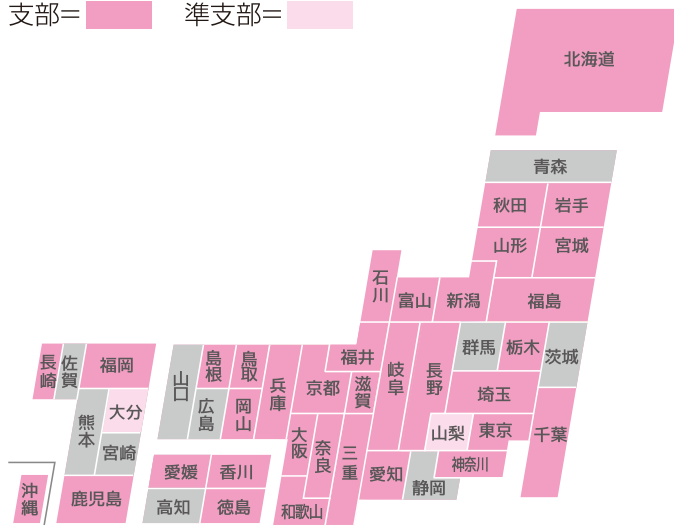 支部＝ 準支部＝
北海道
青森
秋田 岩手
山形 宮城
石川 富山 新潟 福島
群馬 栃木 茨城
長崎 佐賀 福岡
山口 島根 鳥取 兵庫 京都 福井 滋賀 岐阜 長野
埼玉
熊本 大分
広島 岡山
大阪 奈良 三重
山梨 東京 千葉
宮崎
愛媛 香川
愛知 静岡 神奈川
沖縄 鹿児島
高知 徳島 和歌山